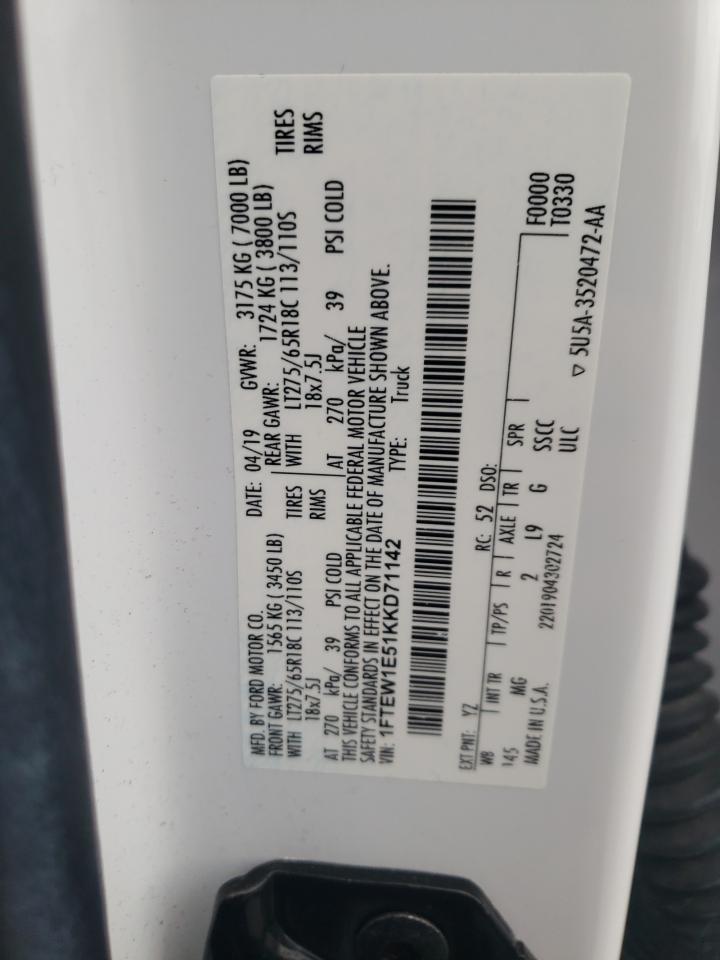 MFD. BY FORD MOTOR CO.
DATE: 04/19 GVWR: 3175 KG ( 7000 LB)
FRONT GAWR: 1565 KG ( 3450 LB) REAR GAWR: 1724 KG ( 3800 LB)
WITH LT275/65R18C 113/110S TIRES WITH LT275/65R18C 113/110S TIRES
18x7.5J RIMS 18x7.5J RIMS
AT 270 kPa/ 39 PSI COLD AT 270 kPa/ 39 PSI COLD
THIS VEHICLE CONFORMS TO ALL APPLICABLE FEDERAL MOTOR VEHICLE
SAFETY STANDARDS IN EFFECT ON THE DATE OF MANUFACTURE SHOWN ABOVE.
VIN: 1FTEW1E51KKD71142 TYPE: Truck
EXT PNT: YZ RC: 52 DSO:
WB INT TR TP/PS R AXLE TR SPR F0000
145 MG 2 L9 G SSCC T0330
MADE IN U.S.A. 2201904302724 ULC ▽ 5U5A-3520472-AA